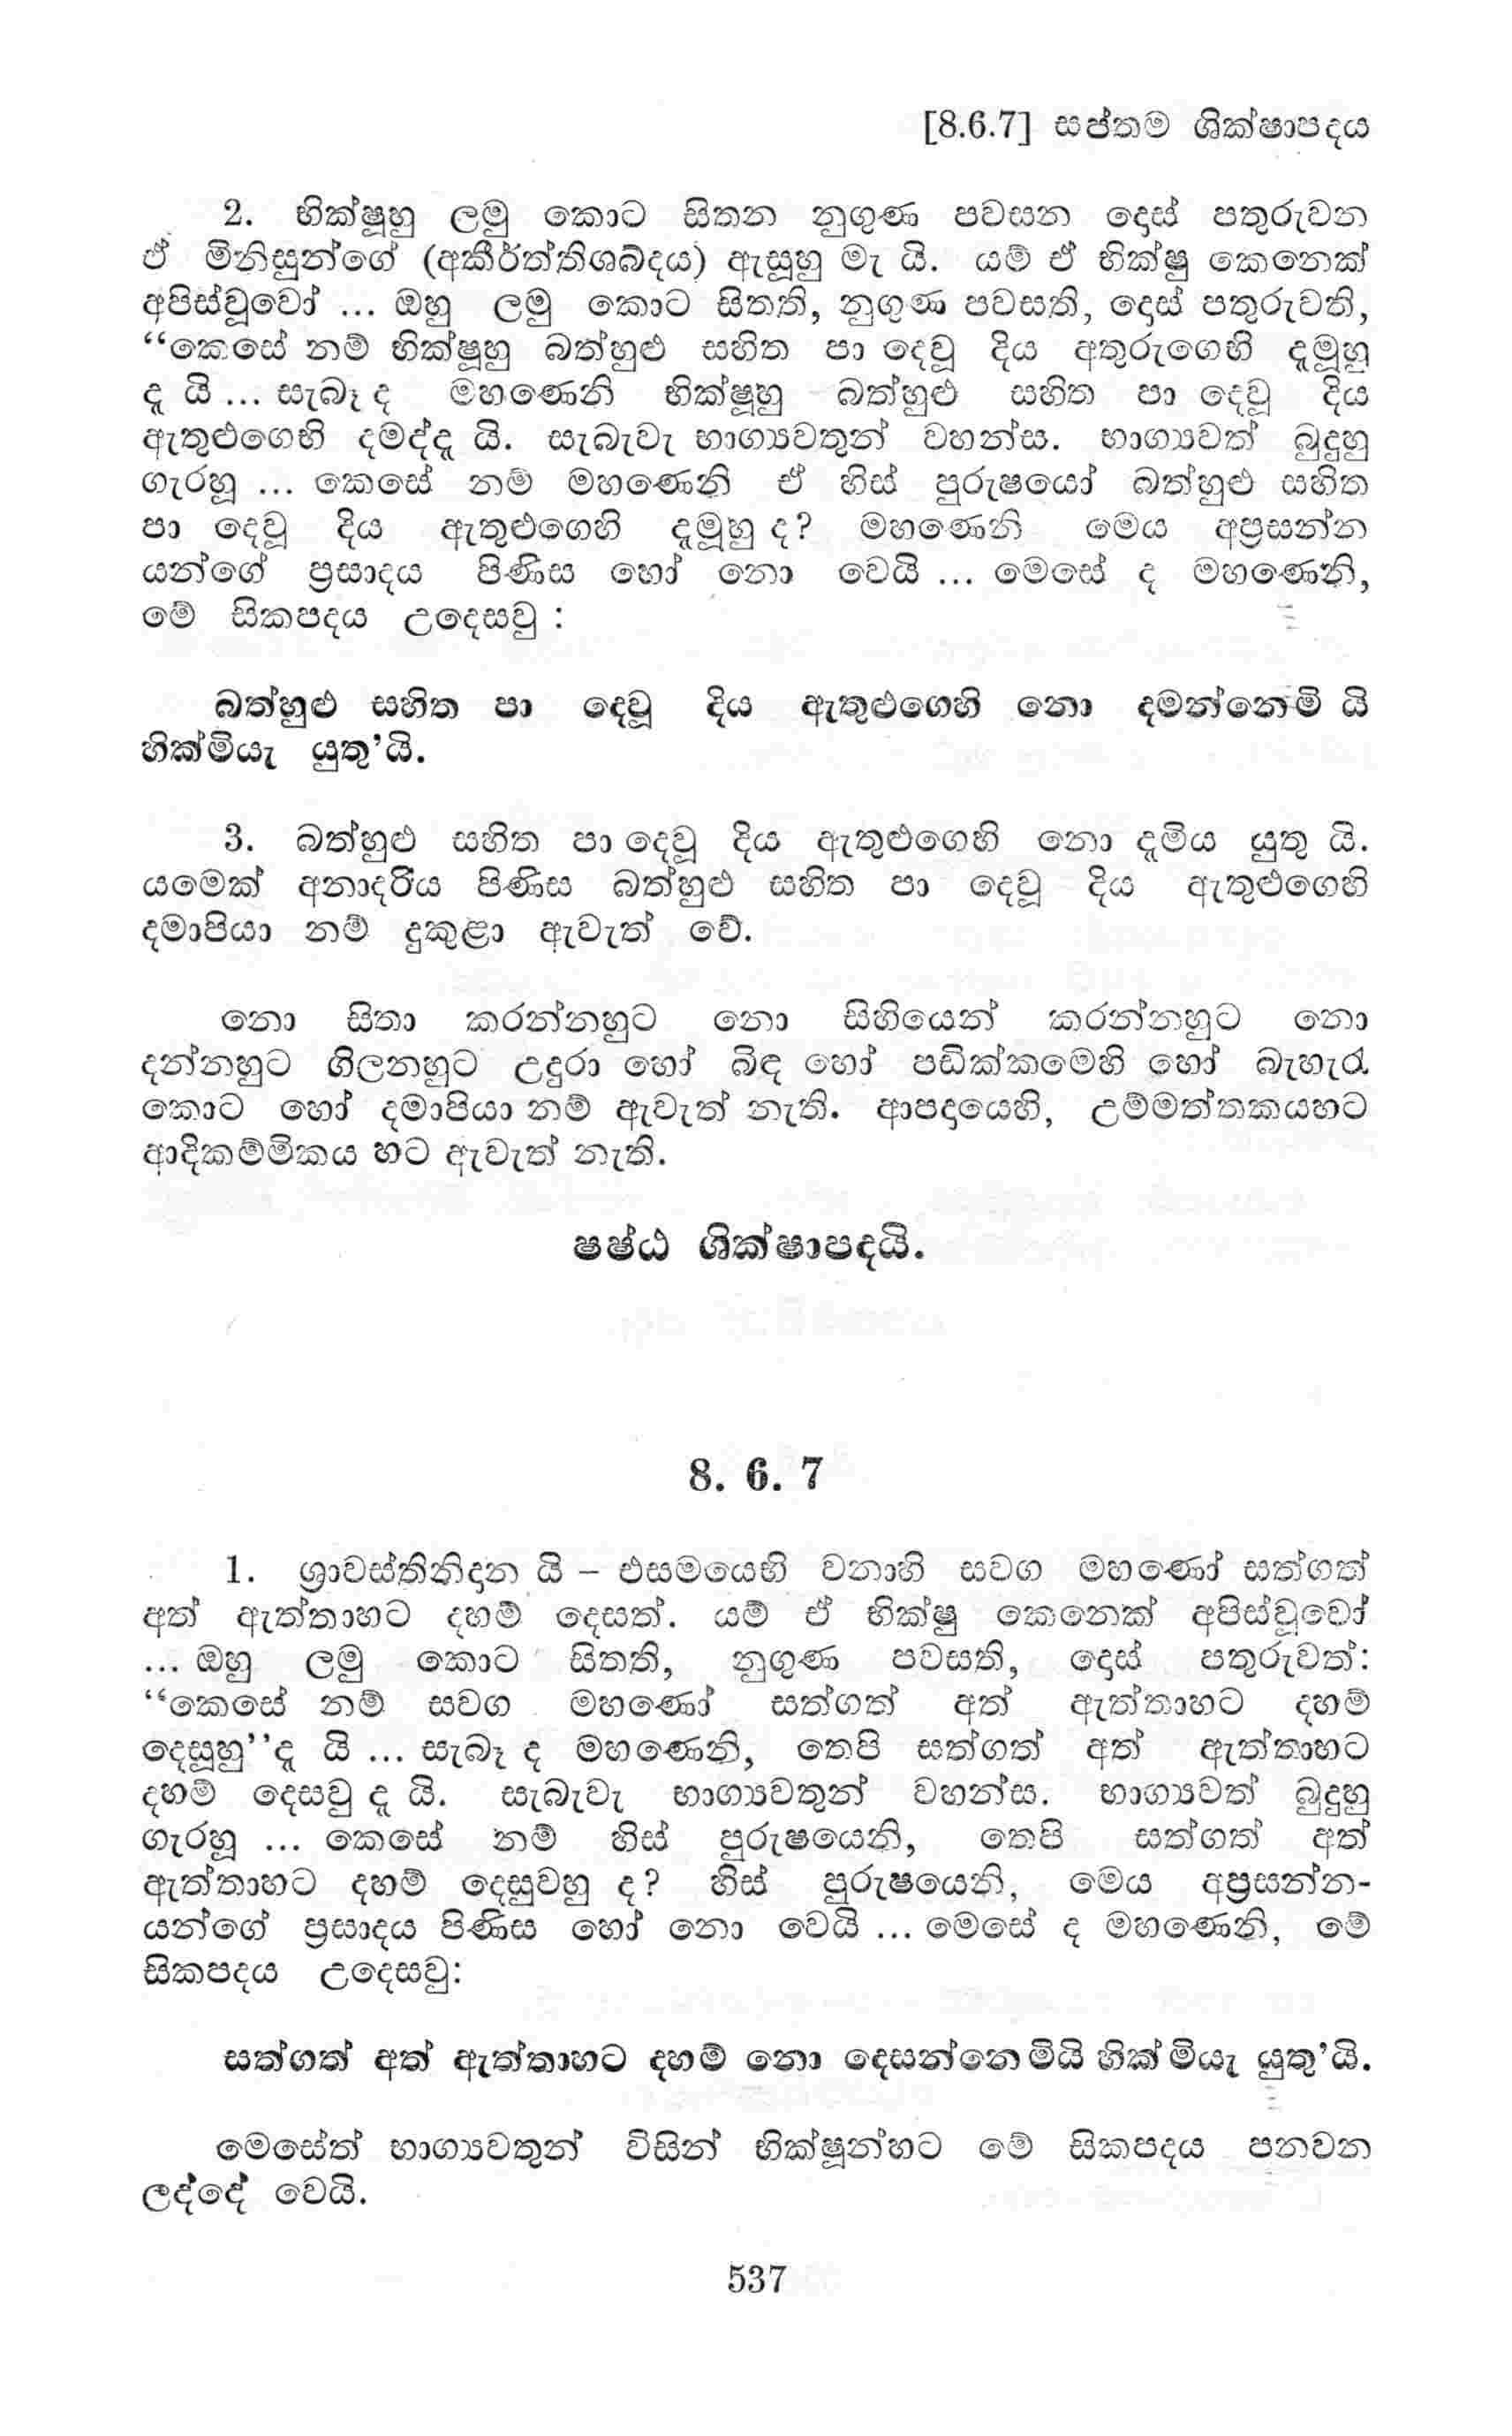 [8.6.7] සප්තම ශික්ෂාපදය
2. භික්ෂූහු ලමු කොට සිතන නුගුණ පවසන දොස් පතුරුවන
ඒ මිනිසුන්ගේ (අකීර්ත්තිශබ්දය) ඇසූහු මැ යි. යම් ඒ භික්ෂු කෙනෙක්
අපිස්වූවෝ ... ඔහු ලමු කොට සිතති, නුගුණ පවසති, දොස් පතුරුවති,
“කෙසේ නම් භික්ෂූහු බත්හුළු සහිත පා දෙවූ දිය අතුරුගෙහි දැමූහු
දැ යි ... සැබෑ ද මහණෙනි භික්ෂූහු බත්හුළු සහිත පා දෙවූ දිය
ඇතුළුගෙහි දමද්දැ යි. සැබැවැ භාග්‍යවතුන් වහන්ස. භාග්‍යවත් බුදුහු
ගැරහූ ... කෙසේ නම් මහණෙනි ඒ හිස් පුරුෂයෝ බත්හුළු සහිත
පා දෙවූ දිය ඇතුළුගෙහි දැමූහු ද? මහණෙනි මෙය අප්‍රසන්න
යන්ගේ ප්‍රසාදය පිණිස හෝ නො වෙයි ... මෙසේ ද මහණෙනි,
මේ සිකපදය උදෙසවු :
බත්හුළු සහිත පා දෙවූ දිය ඇතුළුගෙහි නො දමන්නෙමි යි
හික්මියැ යුතු’යි.
3. බත්හුළු සහිත පා දෙවූ දිය ඇතුළුගෙහි නො දැමිය යුතු යි.
යමෙක් අනාදරිය පිණිස බත්හුළු සහිත පා දෙවූ දිය ඇතුළුගෙහි
දමාපියා නම් දුකුළා ඇවැත් වේ.
නො සිතා කරන්නහුට නො සිහියෙන් කරන්නහුට නො
දන්නහුට ගිලනහුට උදුරා හෝ බිඳ හෝ පඩික්කමෙහි හෝ බැහැර
කොට හෝ දමාපියා නම් ඇවැත් නැති. ආපදායෙහි, උම්මත්තකයහට
ආදිකම්මිකය හට ඇවැත් නැති.
ෂෂ්ඨ ශික්ෂාපදයි.
8. 6. 7
1. ශ්‍රාවස්තිනිදාන යි – එසමයෙහි වනාහි සවග මහණෝ සත්ගත්
අත් ඇත්තාහට දහම් දෙසත්. යම් ඒ භික්ෂු කෙනෙක් අපිස්වූවෝ
... ඔහු ලමු කොට සිතති, නුගුණ පවසති, දොස් පතුරුවත්:
“කෙසේ නම් සවග මහණෝ සත්ගත් අත් ඇත්තාහට දහම්
දෙසූහු”දැ යි ... සැබෑ ද මහණෙනි, තෙපි සත්ගත් අත් ඇත්තාහට
දහම් දෙසවු දැ යි. සැබැවැ භාග්‍යවතුන් වහන්ස. භාග්‍යවත් බුදුහු
ගැරහූ ... කෙසේ නම් හිස් පුරුෂයෙනි, තෙපි සත්ගත් අත්
ඇත්තාහට දහම් දෙසුවහු ද? හිස් පුරුෂයෙනි, මෙය අප්‍රසන්න-
යන්ගේ ප්‍රසාදය පිණිස හෝ නො වෙයි ... මෙසේ ද මහණෙනි, මේ
සිකපදය උදෙසවු:
සත්ගත් අත් ඇත්තාහට දහම් නො දෙසන්නෙමියි හික්මියැ යුතු’යි.
මෙසේත් භාග්‍යවතුන් විසින් භික්ෂූන්හට මේ සිකපදය පනවන
ලද්දේ වෙයි.
537